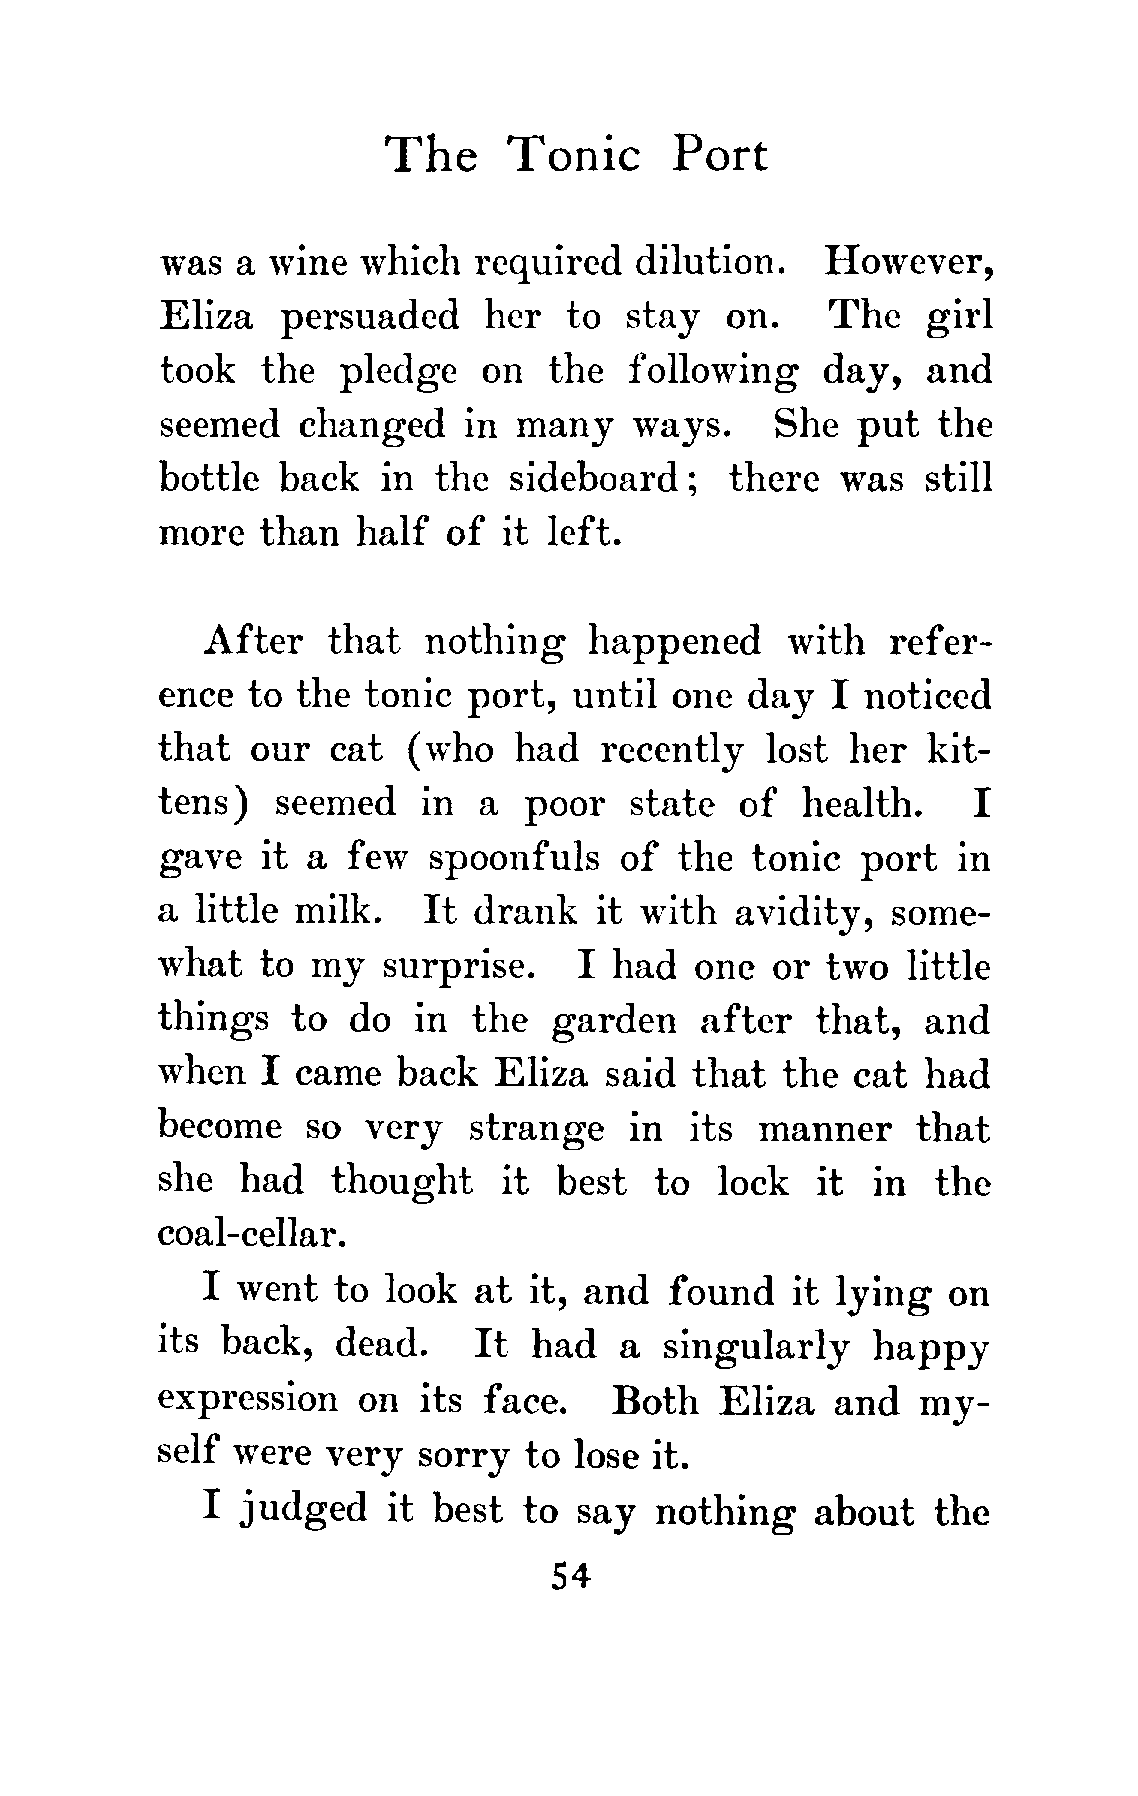 The Tonic Port
was a wine which required dilution. However,
Eliza persuaded her to stay on. The girl
took the pledge on the following day, and
seemed changed in many ways. She put the
bottle back in the sideboard; there was still
more than half of it left.
After that nothing happened with refer-
ence to the tonic port, until one day I noticed
that our cat (who had recently lost her kit-
tens) seemed in a poor state of health. I
gave it a few spoonfuls of the tonic port in
a little milk. It drank it with avidity, some-
what to my surprise. I had one or two little
things to do in the garden after that, and
when I came back Eliza said that the cat had
become so very strange in its manner that
she had thought it best to lock it in the
coal-cellar.
I went to look at it, and found it lying on
its back, dead. It had a singularly happy
expression on its face. Both Eliza and my-
self were very sorry to lose it.
I judged it best to say nothing about the
54